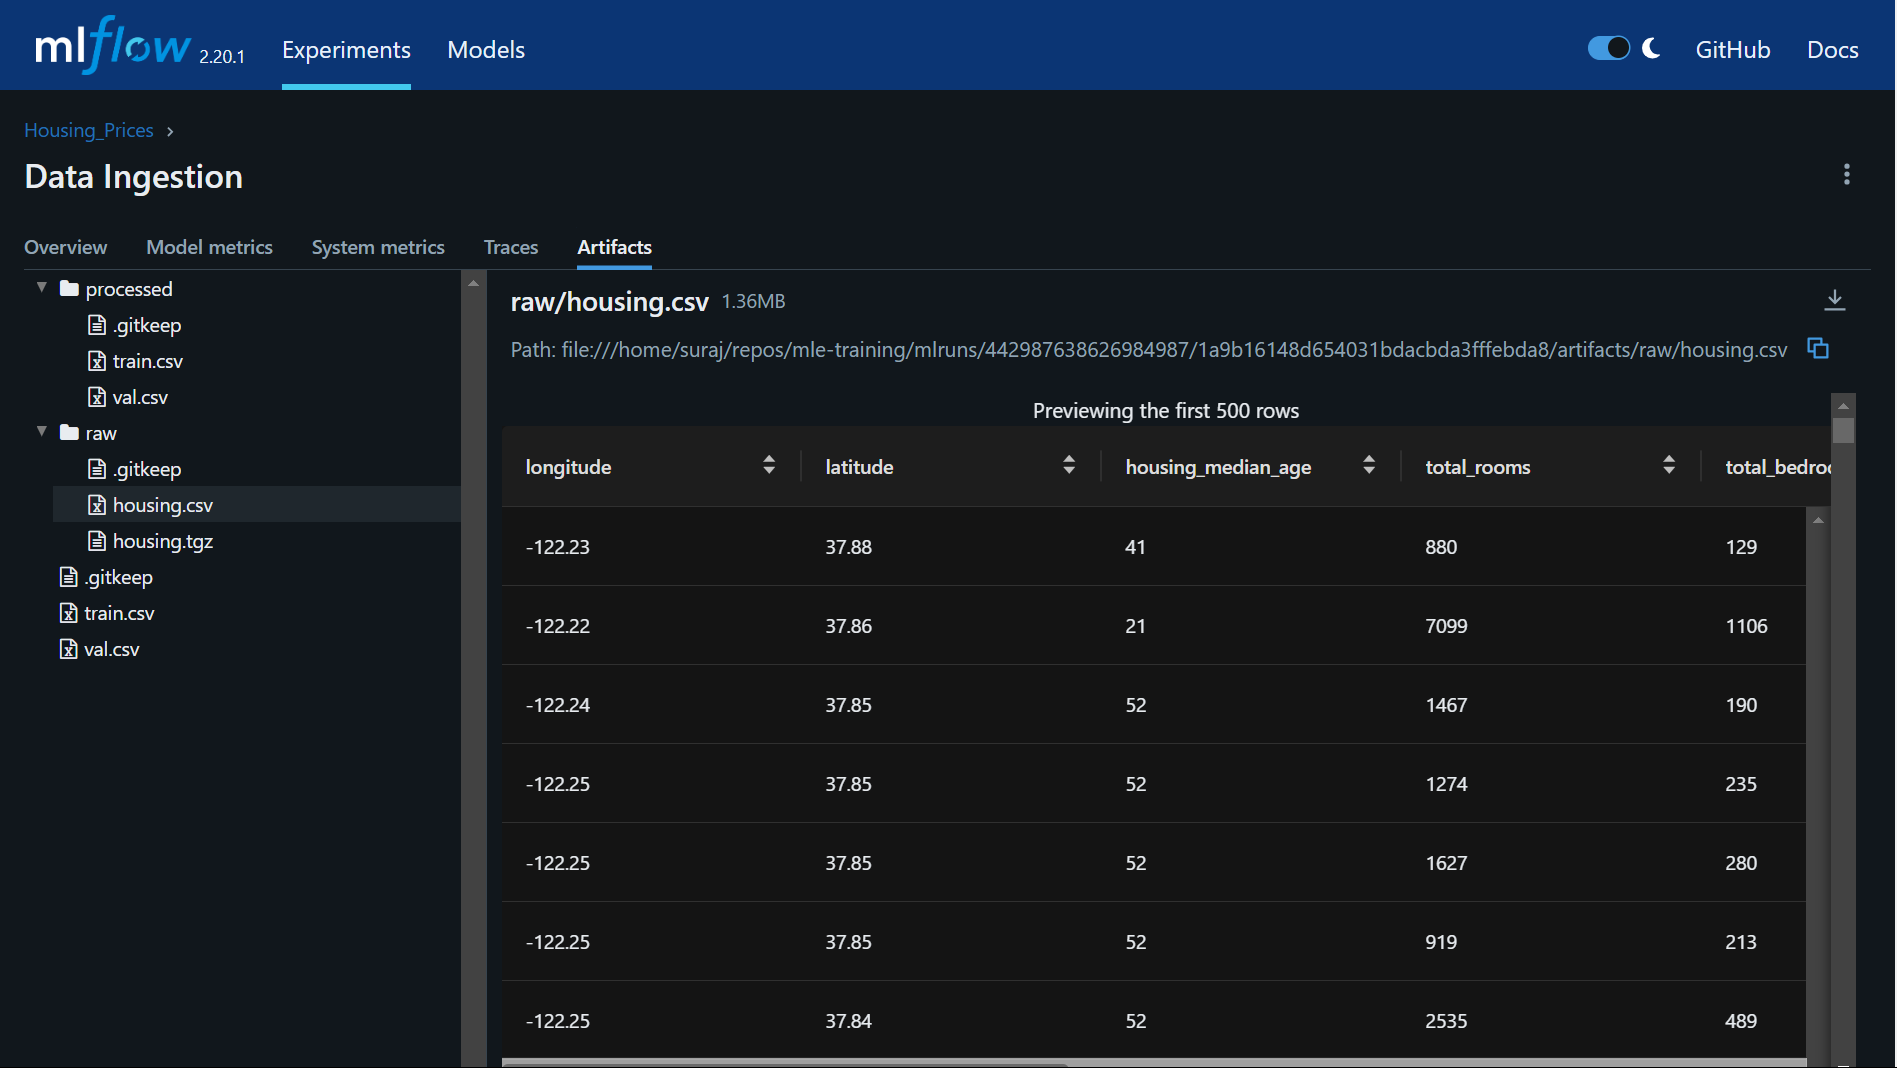 mlflow 2.20.1 Experiments Models GitHub Docs
Housing_Prices
Data Ingestion
Overview Model metrics System metrics Traces Artifacts
processed
.gitkeep
train.csv
val.csv
raw
.gitkeep
housing.csv
housing.tgz
.gitkeep
train.csv
val.csv
raw/housing.csv 1.36MB
Path: file:///home/suraj/repos/mle-training/mlruns/442987638626984987/1a9b16148d654031bdacbda3fffebda8/artifacts/raw/housing.csv
Previewing the first 500 rows
longitude latitude housing_median_age total_rooms total_bedroo
-122.23 37.88 41 880 129
-122.22 37.86 21 7099 1106
-122.24 37.85 52 1467 190
-122.25 37.85 52 1274 235
-122.25 37.85 52 1627 280
-122.25 37.85 52 919 213
-122.25 37.84 52 2535 489